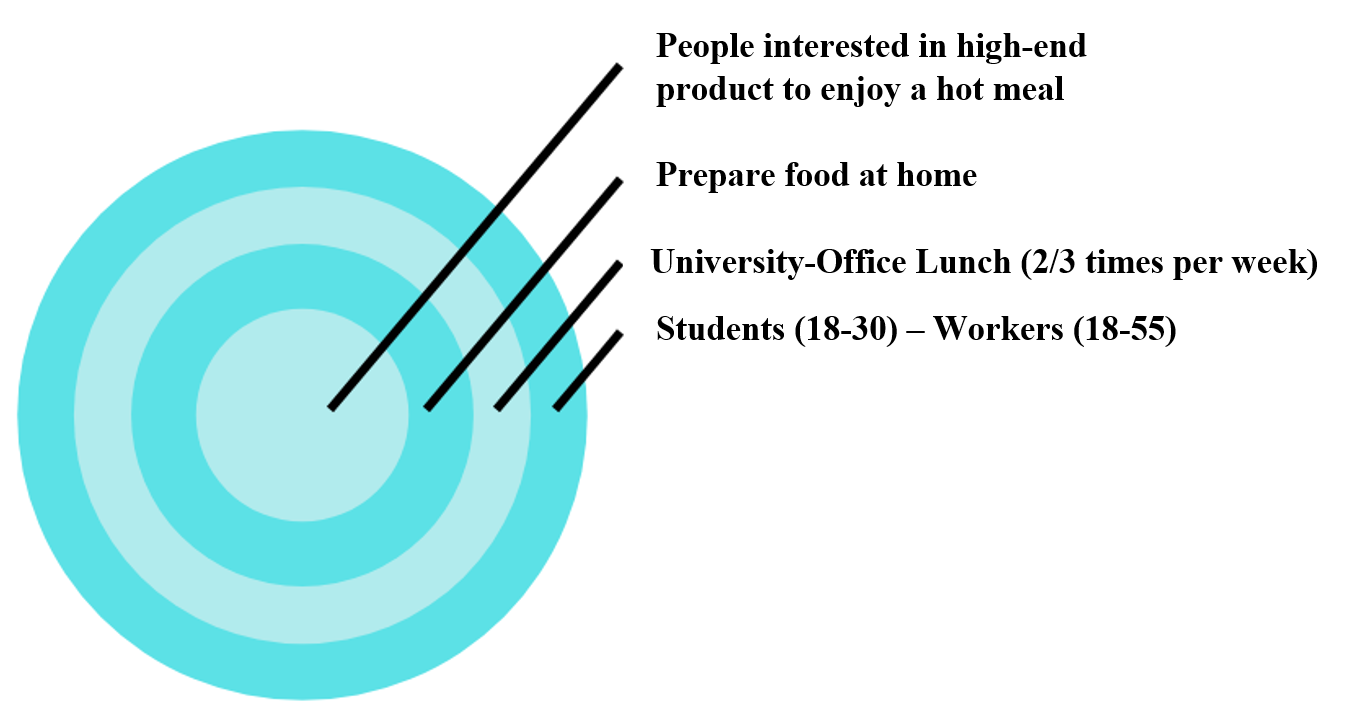 People interested in high-end
product to enjoy a hot meal
Prepare food at home
University-Office Lunch (2/3 times per week)
Students (18-30) – Workers (18-55)